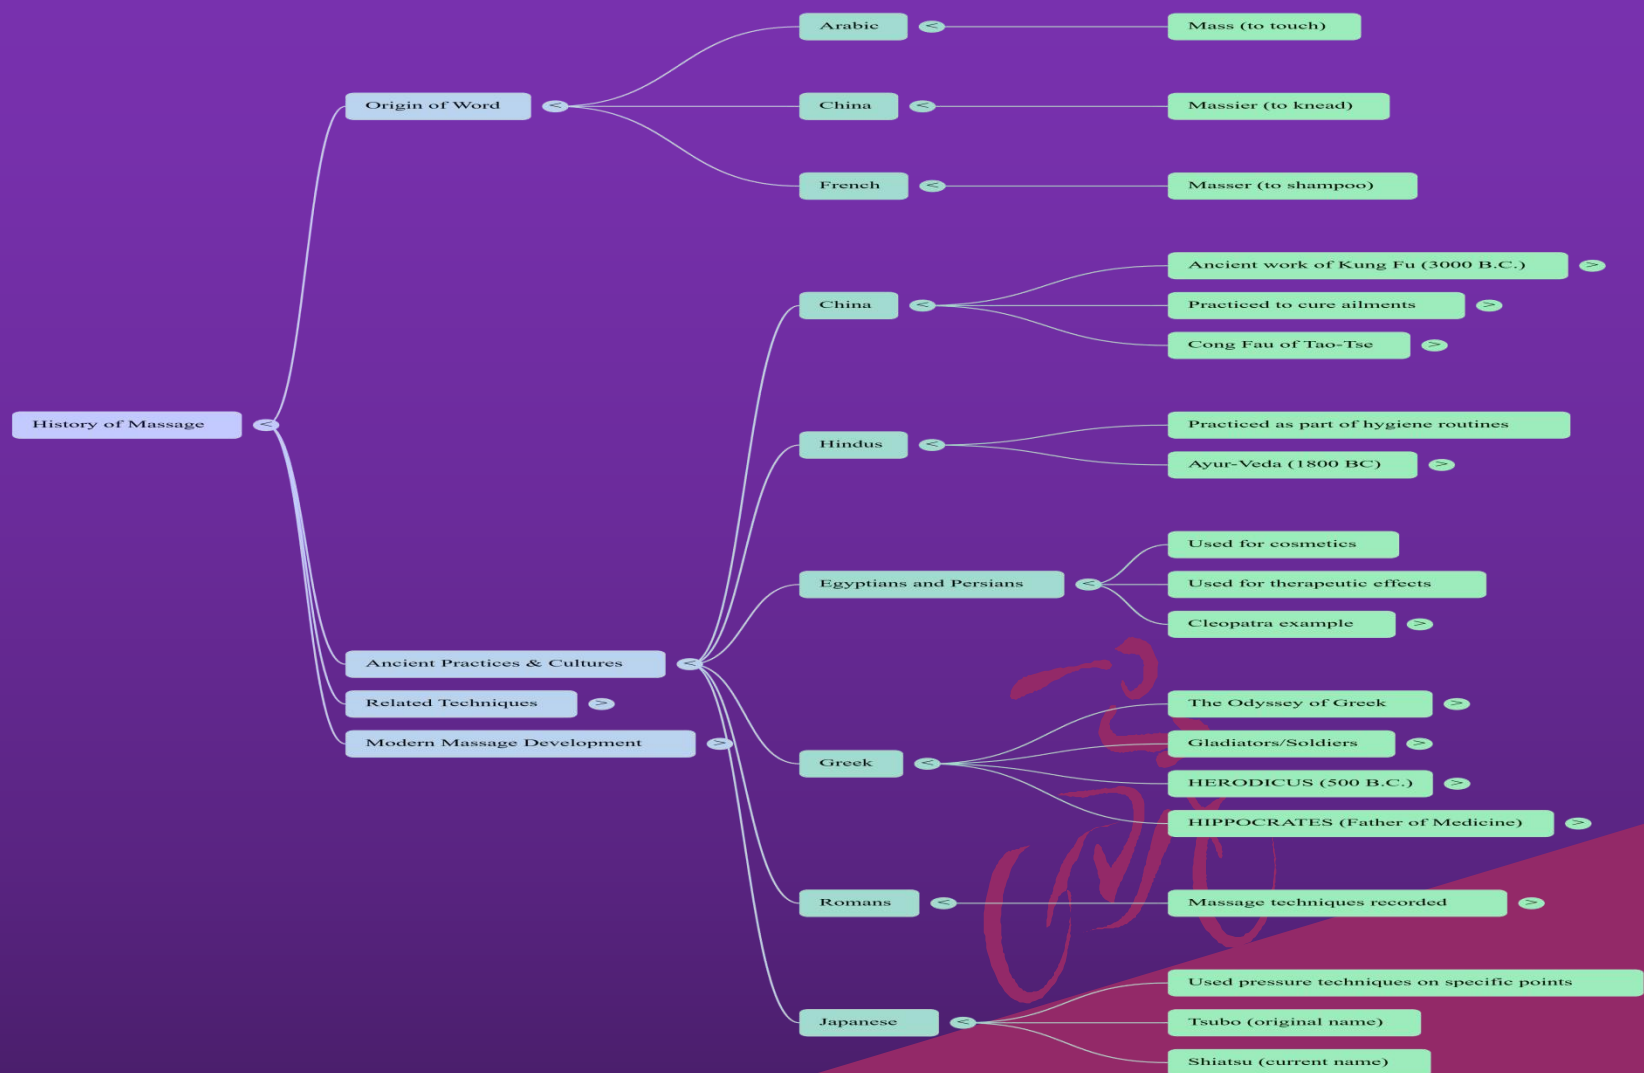 History of Massage
Origin of Word
Arabic
Mass (to touch)
China
Massier (to knead)
French
Masser (to shampoo)
Ancient Practices & Cultures
China
Ancient work of Kung Fu (3000 B.C.)
Practiced to cure ailments
Cong Fau of Tao-Tse
Hindus
Practiced as part of hygiene routines
Ayur-Veda (1800 BC)
Egyptians and Persians
Used for cosmetics
Used for therapeutic effects
Cleopatra example
Greek
The Odyssey of Greek
Gladiators/Soldiers
HERODICUS (500 B.C.)
HIPPOCRATES (Father of Medicine)
Romans
Massage techniques recorded
Japanese
Used pressure techniques on specific points
Tsubo (original name)
Shiatsu (current name)
Related Techniques
Modern Massage Development